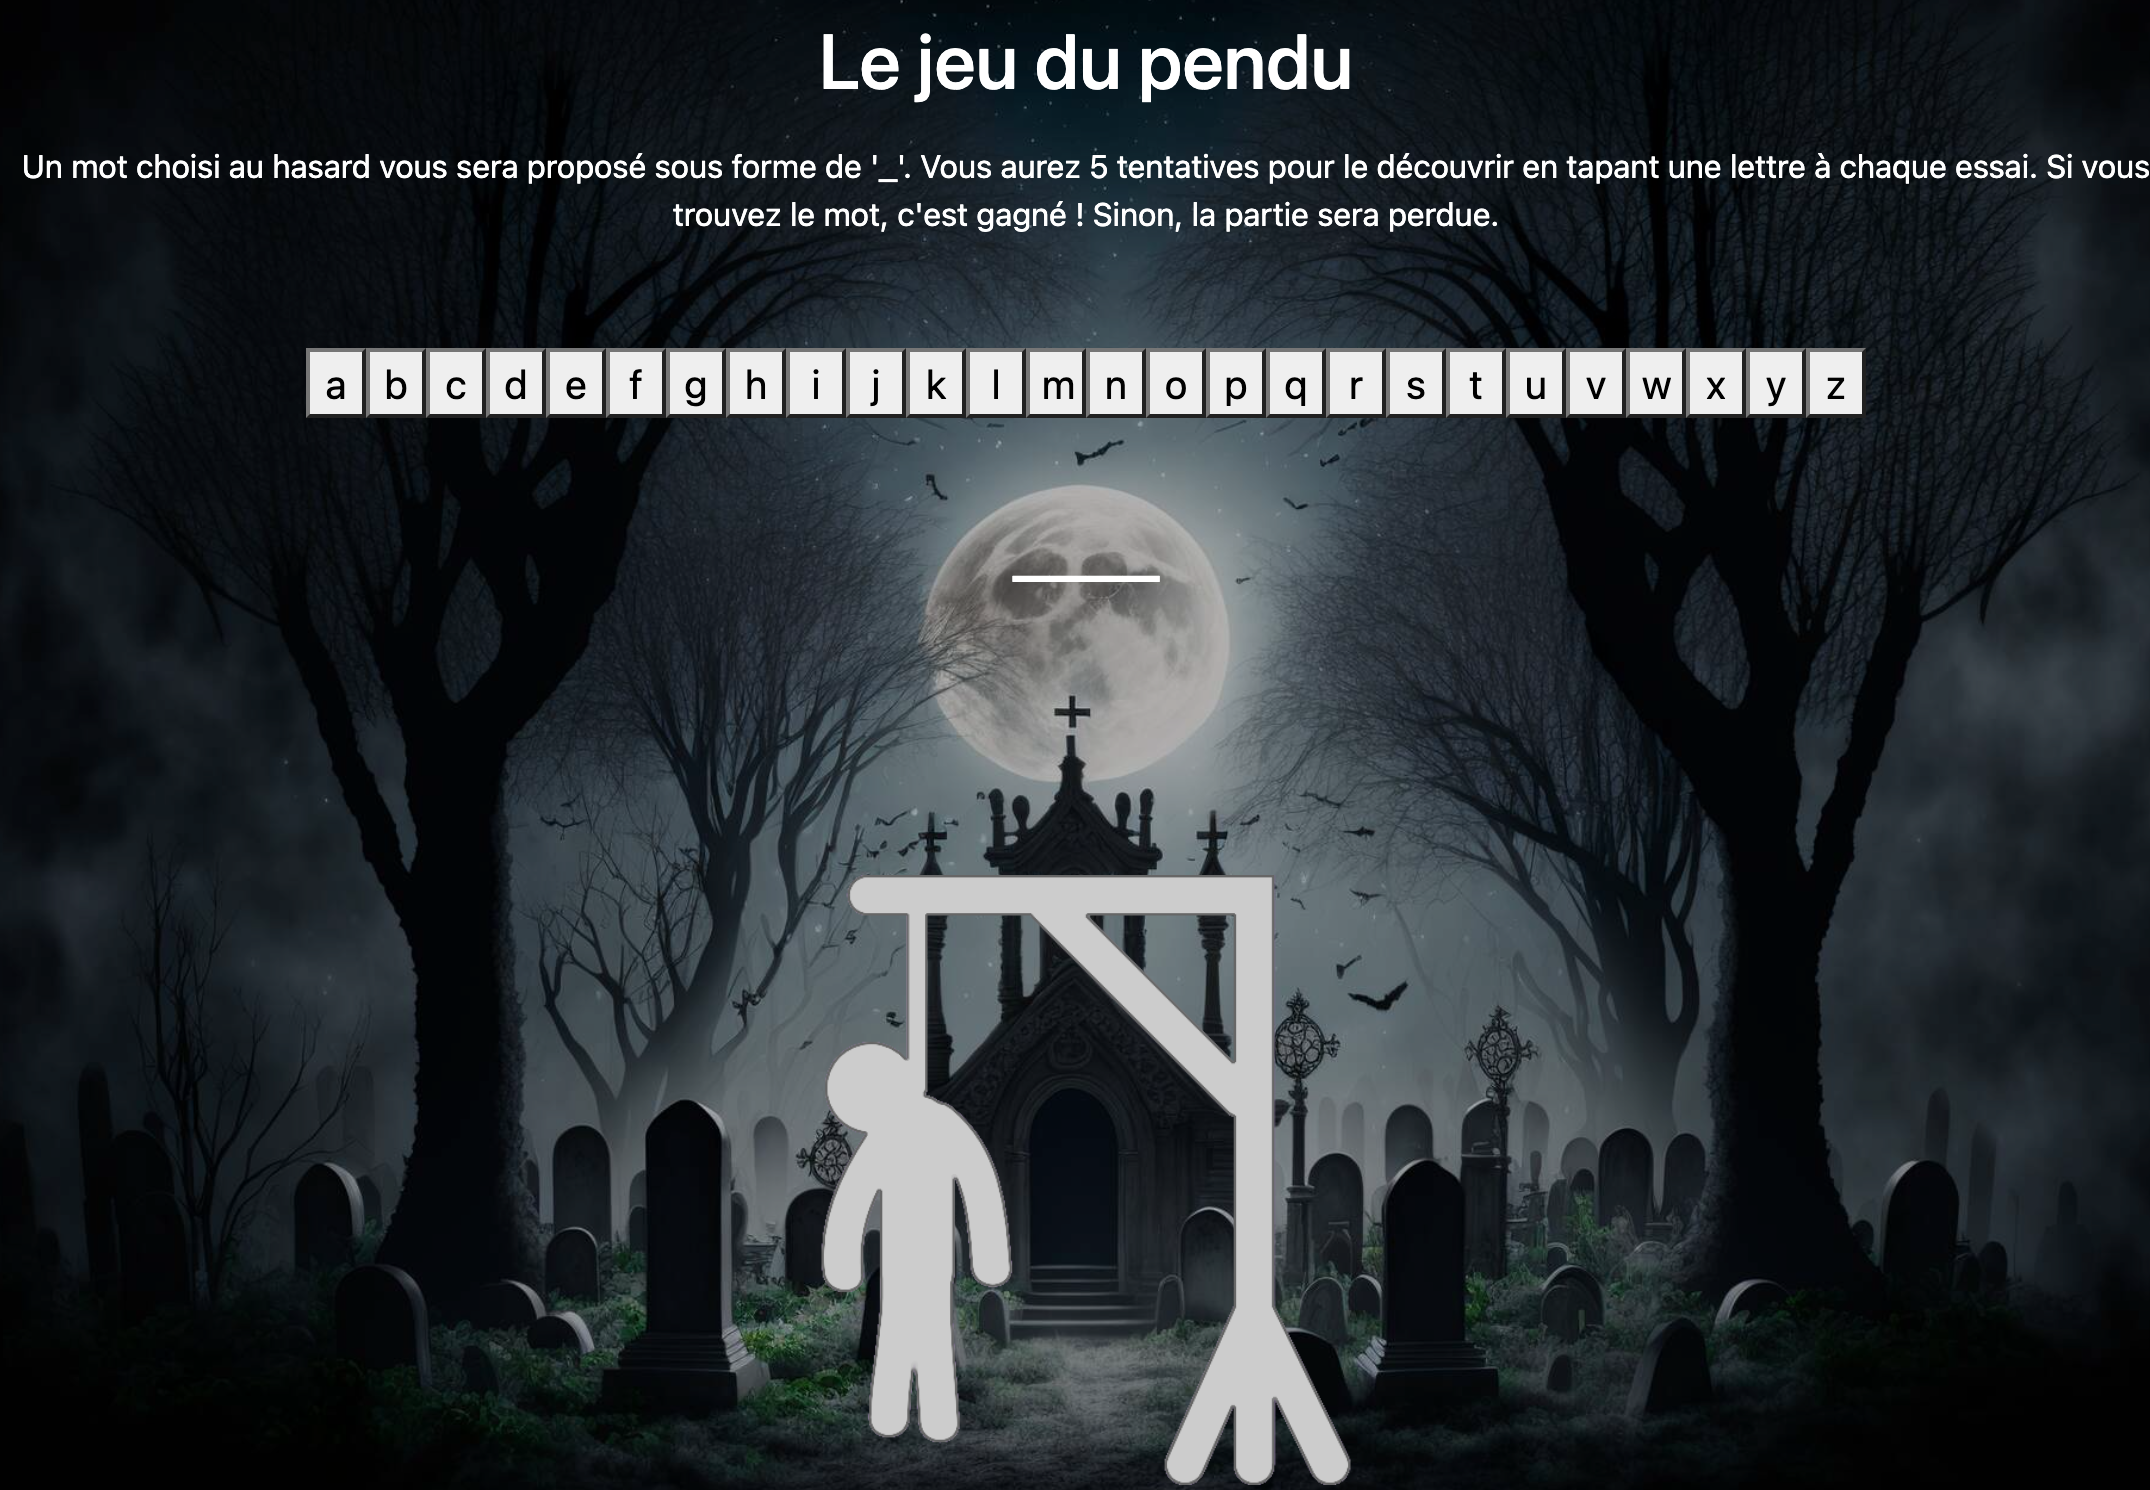 Le jeu du pendu
Un mot choisi au hasard vous sera proposé sous forme de '_'. Vous aurez 5 tentatives pour le découvrir en tapant une lettre à chaque essai. Si vous
trouvez le mot, c'est gagné ! Sinon, la partie sera perdue.
a b c d e f g h i j k l m n o p q r s t u v w x y z